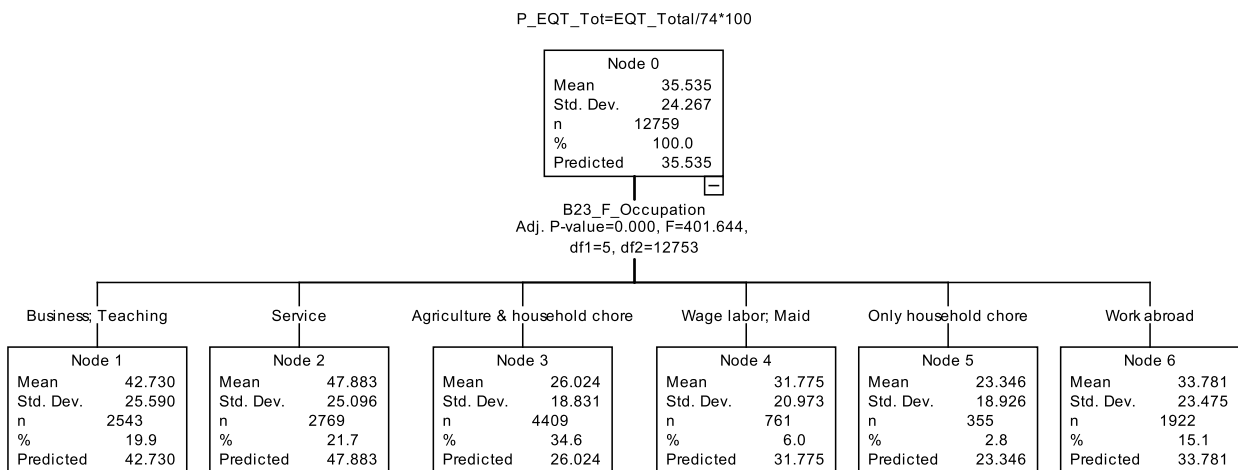 P_EQT_Tot=EQT_Total/74*100
Node 0
Mean 35.535
Std. Dev. 24.267
n 12759
% 100.0
Predicted 35.535
B23_F_Occupation
Adj. P-value=0.000, F=401.644,
df1=5, df2=12753
Business; Teaching
Node 1
Mean 42.730
Std. Dev. 25.590
n 2543
% 19.9
Predicted 42.730
Service
Node 2
Mean 47.883
Std. Dev. 25.096
n 2769
% 21.7
Predicted 47.883
Agriculture & household chore
Node 3
Mean 26.024
Std. Dev. 18.831
n 4409
% 34.6
Predicted 26.024
Wage labor; Maid
Node 4
Mean 31.775
Std. Dev. 20.973
n 761
% 6.0
Predicted 31.775
Only household chore
Node 5
Mean 23.346
Std. Dev. 18.926
n 355
% 2.8
Predicted 23.346
Work abroad
Node 6
Mean 33.781
Std. Dev. 23.475
n 1922
% 15.1
Predicted 33.781